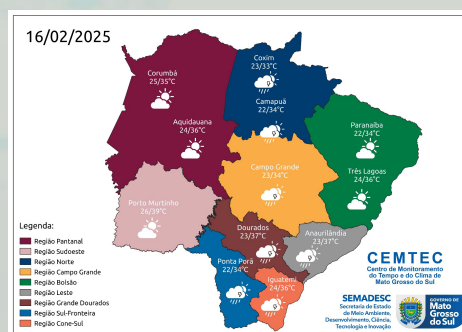 16/02/2025
Corumbá
25/35°C
Aquidauana
24/36°C
Coxim
23/33°C
Camapuã
22/34°C
Paranaíba
22/34°C
Três Lagoas
24/36°C
Campo Grande
23/34°C
Porto Murtinho
26/39°C
Dourados
23/37°C
Anaurilândia
23/37°C
Ponta Porã
22/34°C
Iguatemi
24/36°C
Legenda:
Região Pantanal
Região Sudoeste
Região Norte
Região Campo Grande
Região Bolsão
Região Leste
Região Grande Dourados
Região Sul-Fronteira
Região Cone-Sul
CEMTEC
Centro de Monitoramento
do Tempo e do Clima de
Mato Grosso do Sul
SEMADESC
Secretaria de Estado
de Meio Ambiente,
Desenvolvimento, Ciência,
Tecnologia e Inovação
GOVERNO DE
Mato
Grosso
do Sul